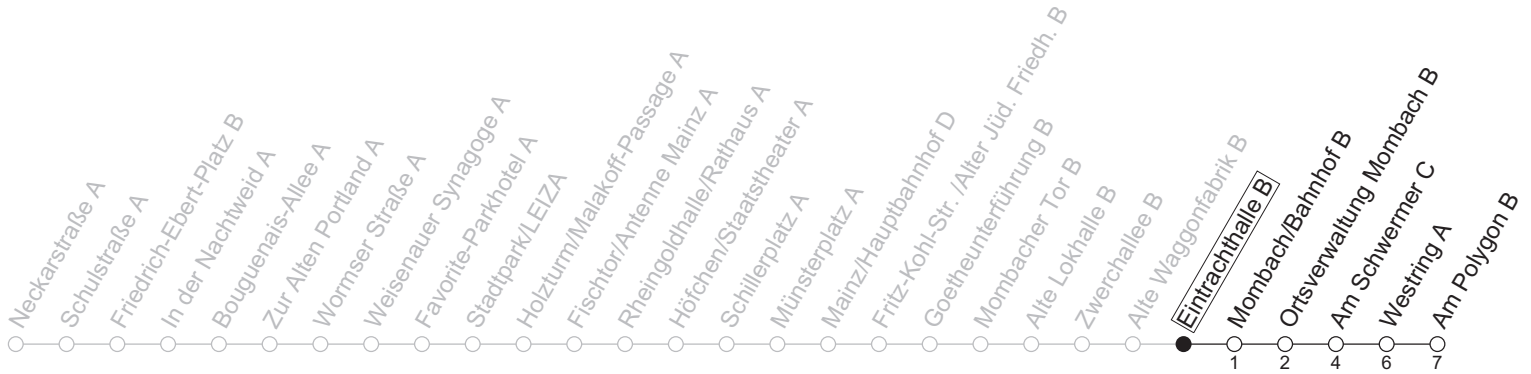 Neckarstraße A
Schulstraße A
Friedrich-Ebert-Platz B
In der Nachtweid A
Bouguenais-Allee A
Zur Alten Portland A
Wormser Straße A
Weisenauer Synagoge A
Favorite-Parkhotel A
Stadtpark/LEIZA
Holzturm/Malakoff-Passage A
Fischtor/Antenne Mainz A
Rheingoldhalle/Rathaus A
Höfchen/Staatstheater A
Schillerplatz A
Münsterplatz A
Mainz/Hauptbahnhof D
Fritz-Kohl-Str. /Alter Jüd. Friedh. B
Goetheunterführung B
Mombacher Tor B
Alte Lokhalle B
Zwerchallee B
Alte Waggonfabrik B
Eintrachthalle B
Mombach/Bahnhof B
Ortsverwaltung Mombach B
Am Schwermer C
Westring A
Am Polygon B
1 2 4 6 7